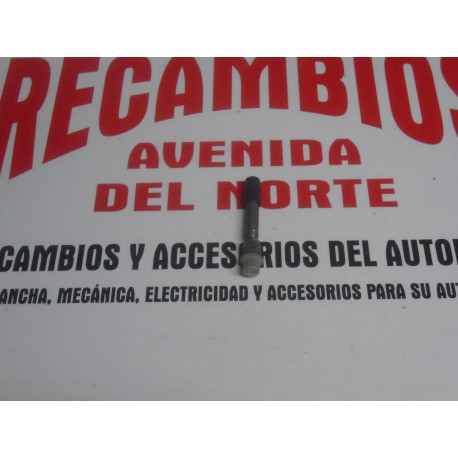 RECAMBIOS
AVENIDA
DEL NORTE
CAMBIOS Y ACCESORIOS DEL AUTO
ANCHA, MECÁNICA, ELECTRICIDAD Y ACCESORIOS PARA SU AUT